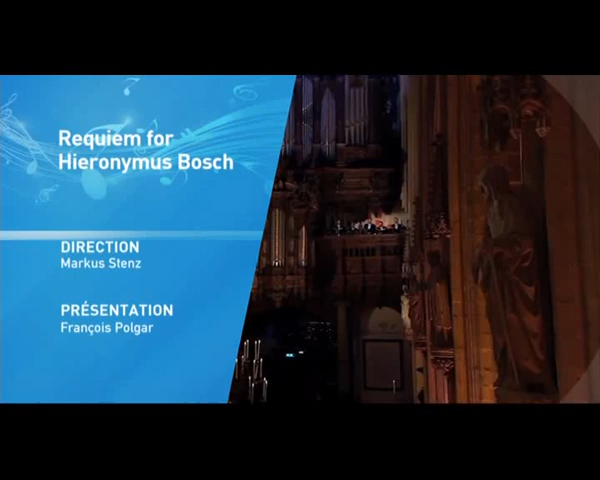 Requiem for
Hieronymus Bosch
DIRECTION
Markus Stenz
PRÉSENTATION
François Polgar